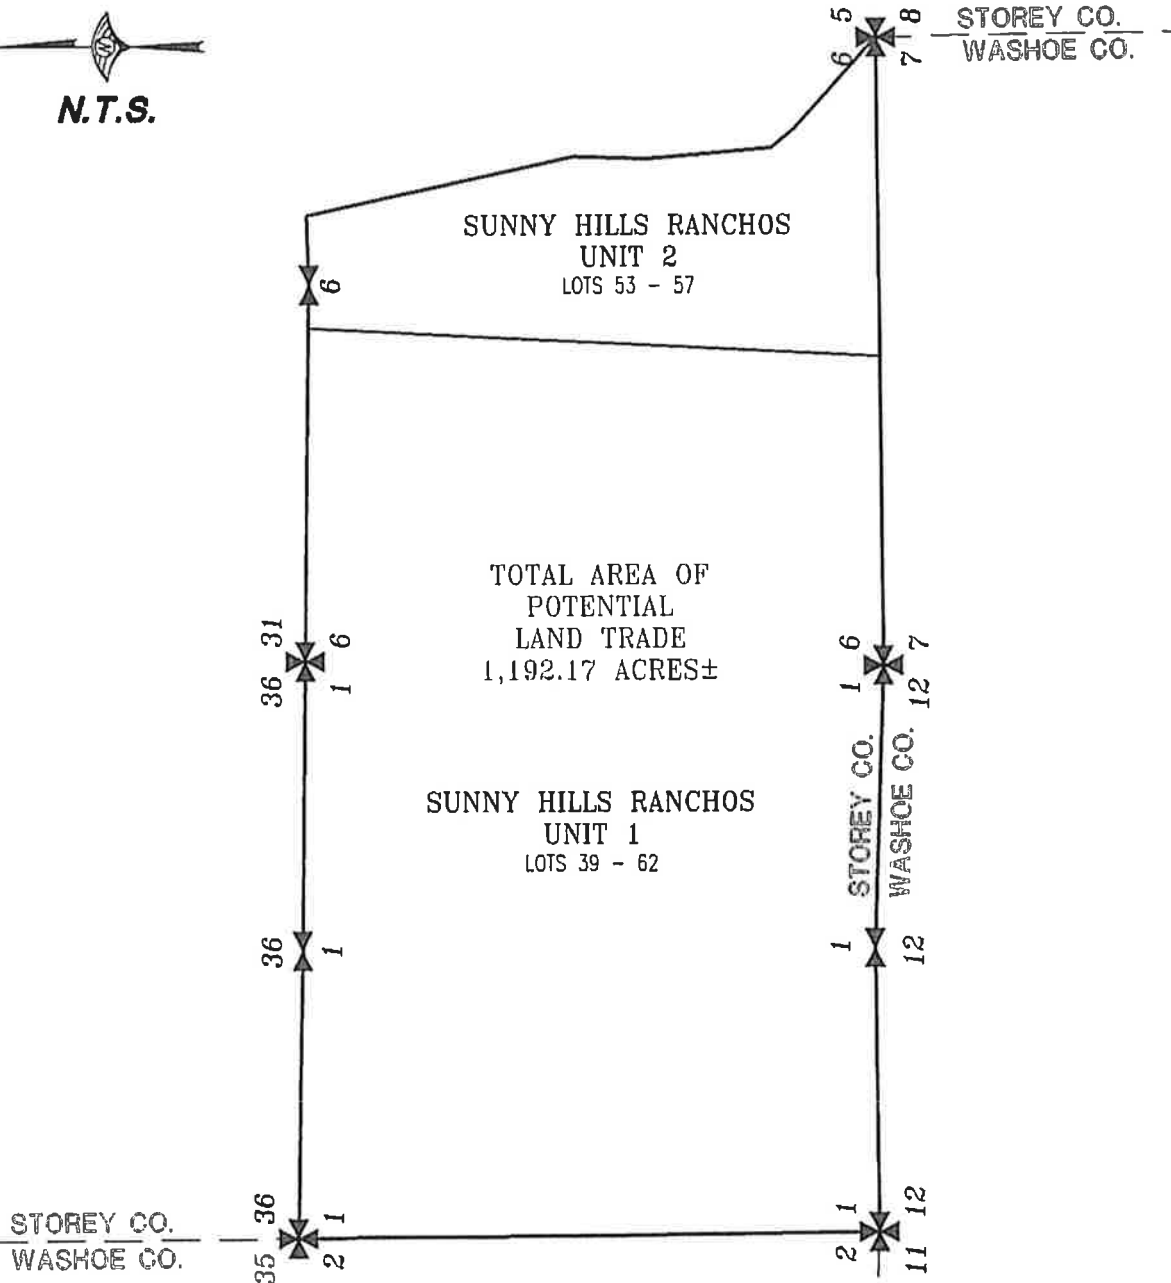 N
N.T.S.
5
8
6
7
STOREY CO.
WASHOE CO.
SUNNY HILLS RANCHOS
UNIT 2
LOTS 53 - 57
6
TOTAL AREA OF
POTENTIAL
LAND TRADE
1,192.17 ACRES±
31
6
36
1
6
7
1
12
STOREY CO.
WASHOE CO.
SUNNY HILLS RANCHOS
UNIT 1
LOTS 39 - 62
36
1
1
12
STOREY CO.
WASHOE CO.
36
1
35
2
1
12
2
11